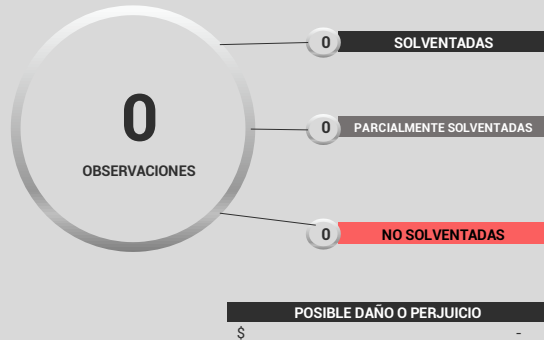 0
OBSERVACIONES
0 SOLVENTADAS
0 PARCIALMENTE SOLVENTADAS
0 NO SOLVENTADAS
POSIBLE DAÑO O PERJUICIO
$ -